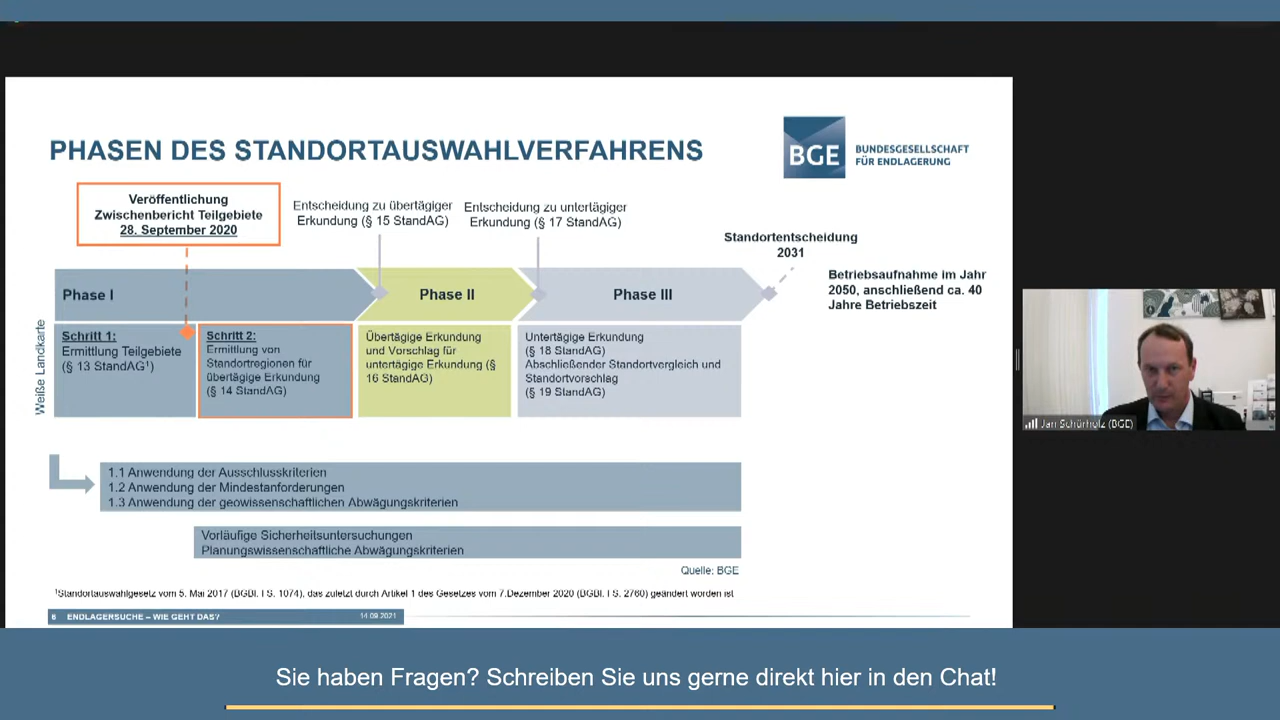 PHASEN DES STANDORTAUSWAHLVERFAHRENS
BGE
BUNDESGESELLSCHAFT
FÜR ENDLAGERUNG
Veröffentlichung
Zwischenbericht Teilgebiete
28. September 2020
Entscheidung zu übertägiger
Erkundung (§ 15 StandAG)
Entscheidung zu untertägiger
Erkundung (§ 17 StandAG)
Standortentscheidung
2031
Betriebsaufnahme im Jahr
2050, anschließend ca. 40
Jahre Betriebszeit
Phase I
Phase II
Phase III
Weiße Landkarte
Schritt 1:
Ermittlung Teilgebiete
(§ 13 StandAG¹)
Schritt 2:
Ermittlung von
Standortregionen für
übertägige Erkundung
(§ 14 StandAG)
Übertägige Erkundung
und Vorschlag für
untertägige Erkundung (§
16 StandAG)
Untertägige Erkundung
(§ 18 StandAG)
Abschließender Standortvergleich und
Standortvorschlag
(§ 19 StandAG)
1.1 Anwendung der Ausschlusskriterien
1.2 Anwendung der Mindestanforderungen
1.3 Anwendung der geowissenschaftlichen Abwägungskriterien
Vorläufige Sicherheitsuntersuchungen
Planungswissenschaftliche Abwägungskriterien
Quelle: BGE
¹Standortauswahlgesetz vom 5. Mai 2017 (BGBl. I S. 1074), das zuletzt durch Artikel 1 des Gesetzes vom 7.Dezember 2020 (BGBl. I S. 2760) geändert worden ist
6 ENDLAGERSUCHE – WIE GEHT DAS? 14.09.2021
Jan Schürholz (BGE)
Sie haben Fragen? Schreiben Sie uns gerne direkt hier in den Chat!